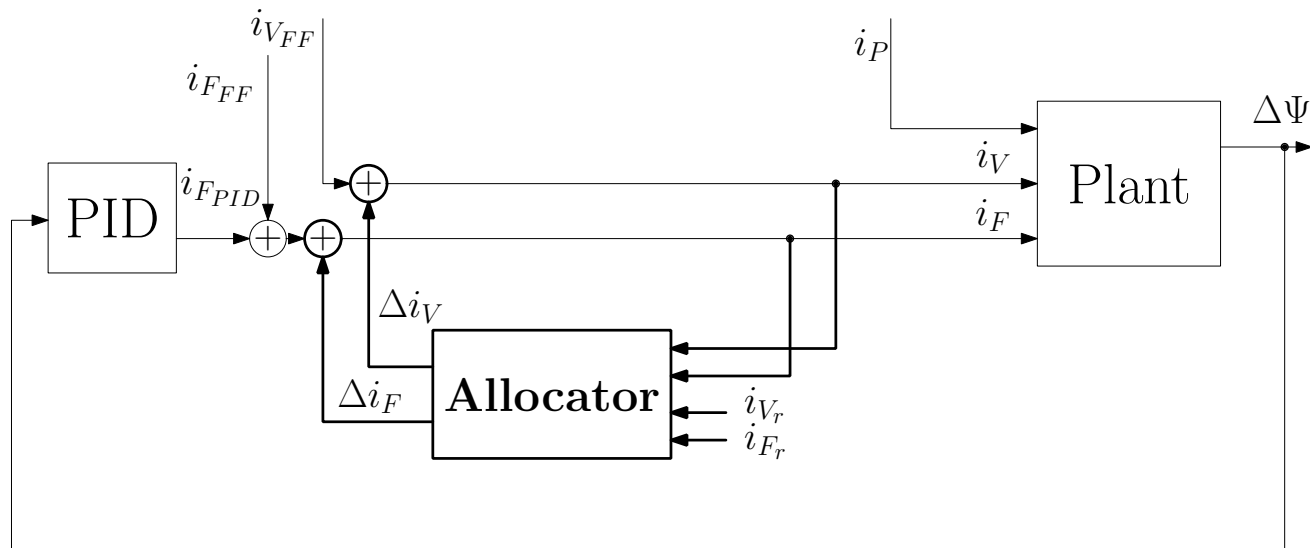 i_{V_{FF}}
i_P
i_{F_{FF}}
ΔΨ
i_V
Plant
i_{F_{PID}}
PID
+
i_F
+
+
Δi_V
Δi_F
Allocator
i_{V_r}
i_{F_r}